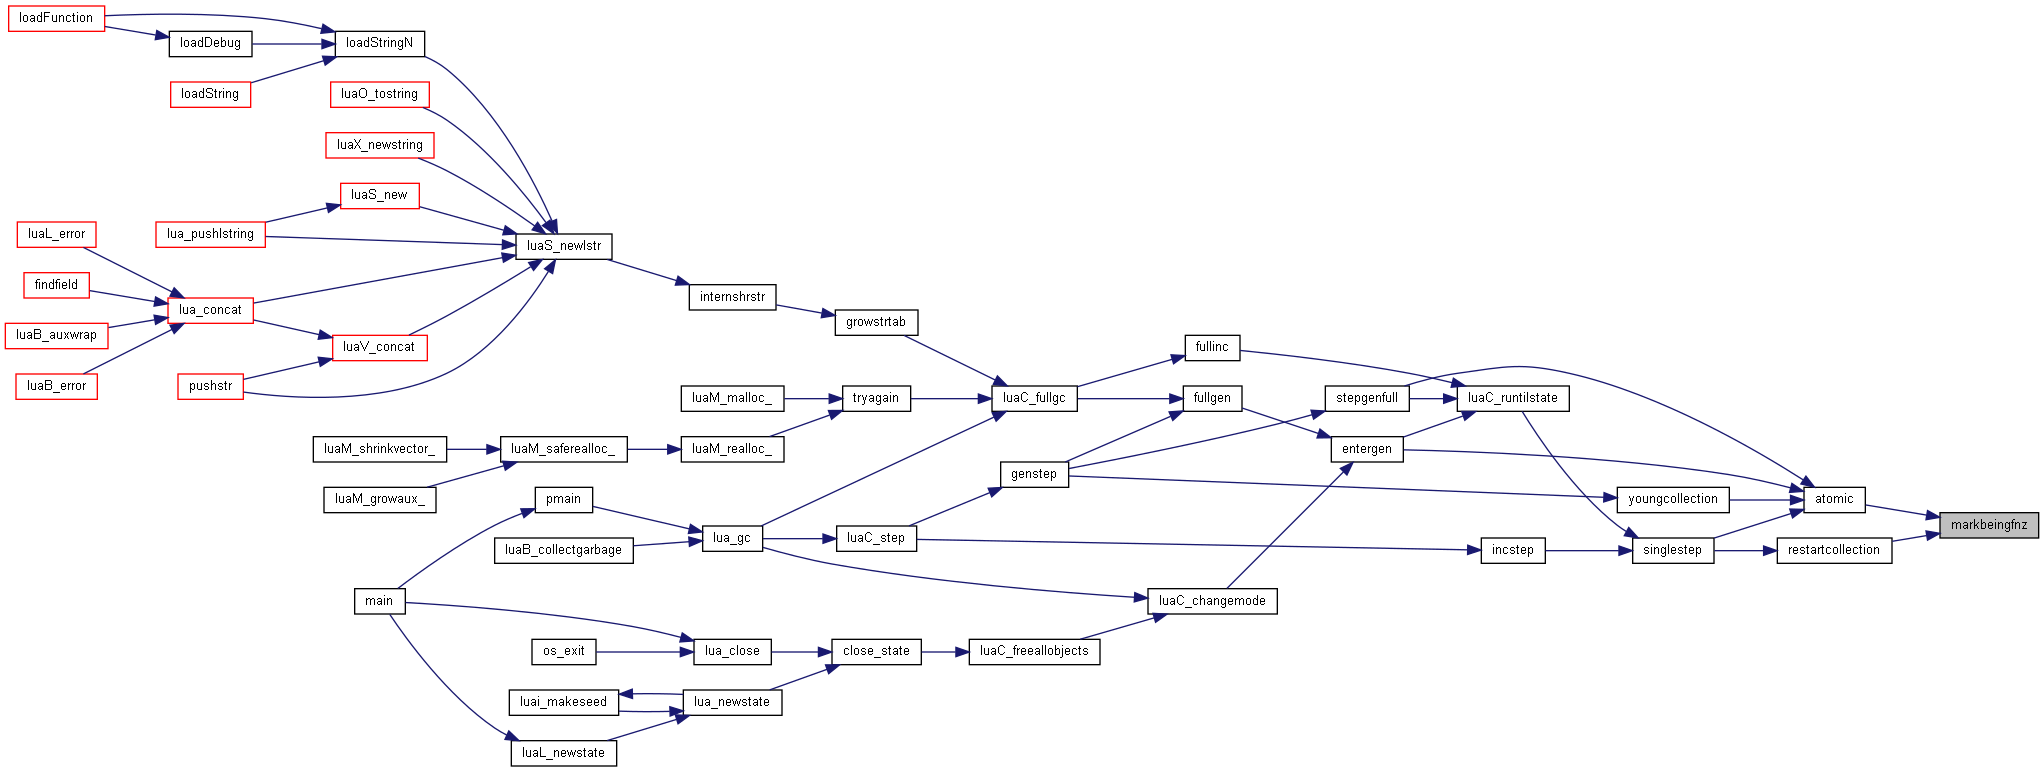 loadFunction
loadDebug
loadStringN
loadString
luaO_tostring
luaX_newstring
luaS_new
lua_pushlstring
luaL_error
luaS_newlstr
findfield
lua_concat
internshrstr
luaB_auxwrap
growstrtab
luaV_concat
fullinc
luaB_error
pushstr
luaM_malloc_
tryagain
luaC_fullgc
fullgen
stepgenfull
luaC_runtilstate
luaM_shrinkvector_
luaM_saferealloc_
luaM_realloc_
entergen
genstep
luaM_growaux_
pmain
youngcollection
atomic
markbeingfnz
lua_gc
luaC_step
luaB_collectgarbage
incstep
singlestep
restartcollection
main
luaC_changemode
os_exit
lua_close
close_state
luaC_freeallobjects
luai_makeseed
lua_newstate
luaL_newstate